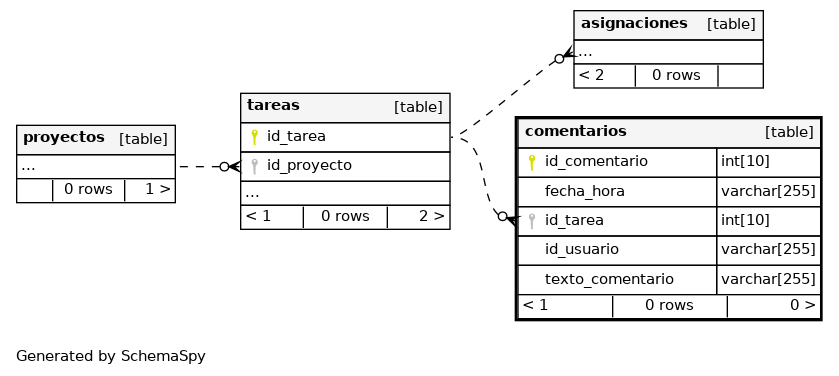 proyectos [table]
...
0 rows 1 >
tareas [table]
id_tarea
id_proyecto
...
< 1 0 rows 2 >
asignaciones [table]
...
< 2 0 rows
comentarios [table]
id_comentario int[10]
fecha_hora varchar[255]
id_tarea int[10]
id_usuario varchar[255]
texto_comentario varchar[255]
< 1 0 rows 0 >
Generated by SchemaSpy